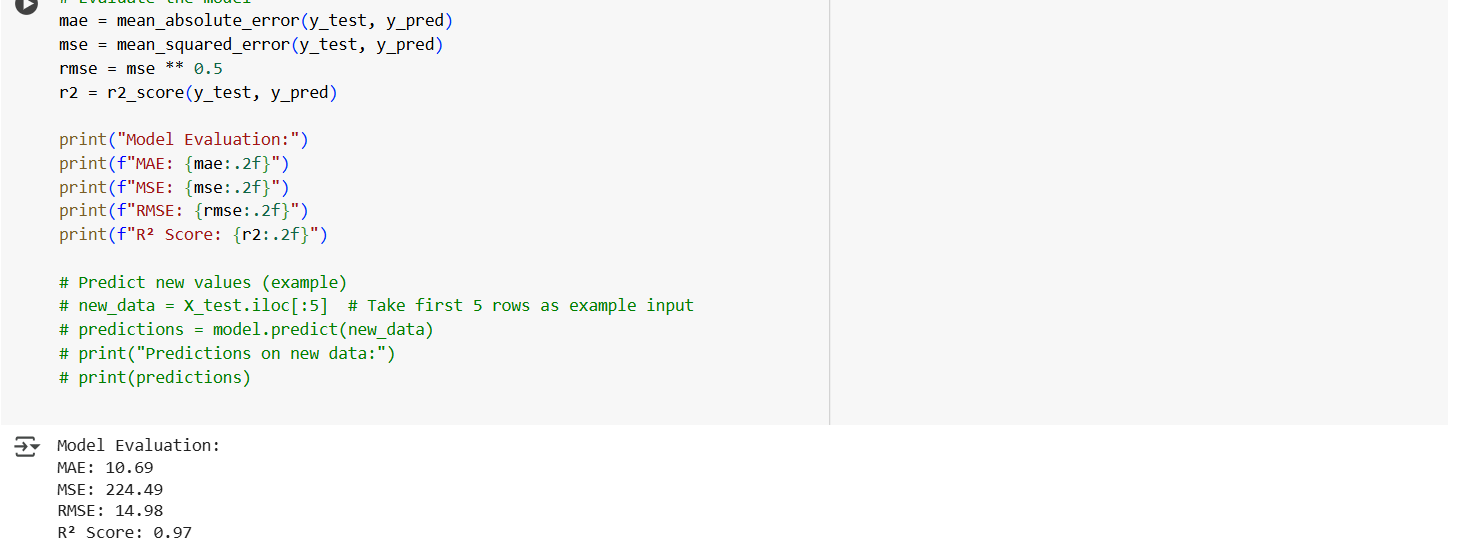 # Evaluate the model
mae = mean_absolute_error(y_test, y_pred)
mse = mean_squared_error(y_test, y_pred)
rmse = mse ** 0.5
r2 = r2_score(y_test, y_pred)
print("Model Evaluation:")
print(f"MAE: {mae:.2f}")
print(f"MSE: {mse:.2f}")
print(f"RMSE: {rmse:.2f}")
print(f"R² Score: {r2:.2f}")
# Predict new values (example)
# new_data = X_test.iloc[:5]  # Take first 5 rows as example input
# predictions = model.predict(new_data)
# print("Predictions on new data:")
# print(predictions)
Model Evaluation:
MAE: 10.69
MSE: 224.49
RMSE: 14.98
R² Score: 0.97